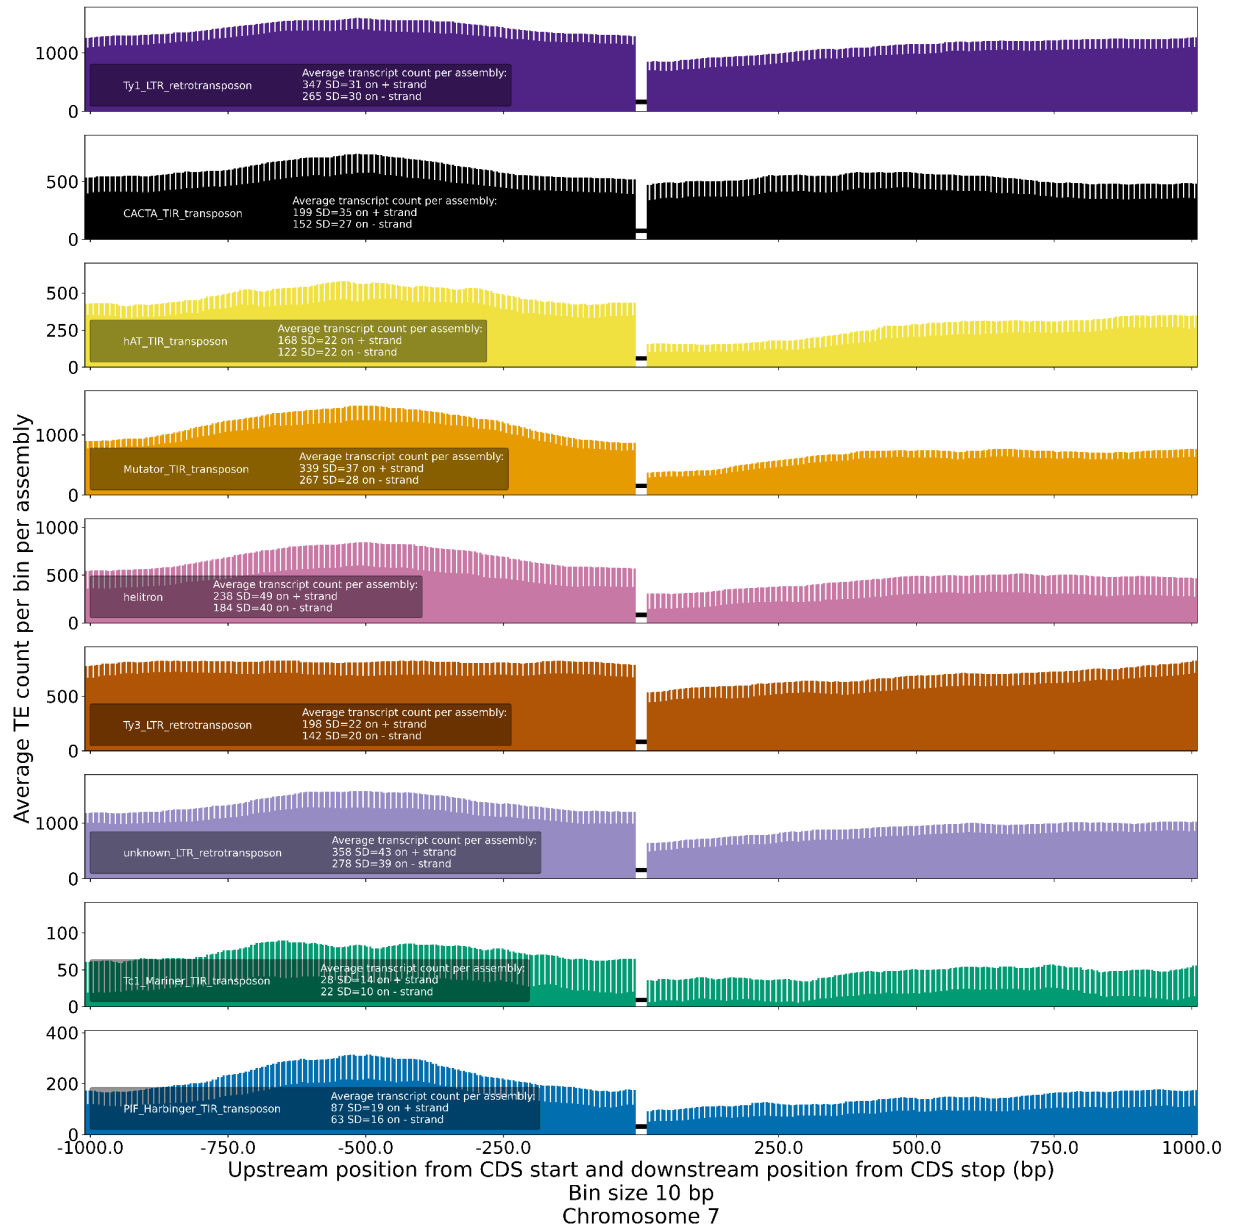 Average TE count per bin per assembly
1000
0
Ty1_LTR_retrotransposon
Average transcript count per assembly:
347 SD=31 on + strand
265 SD=30 on - strand
500
0
CACTA_TIR_transposon
Average transcript count per assembly:
199 SD=35 on + strand
152 SD=27 on - strand
500
250
0
hAT_TIR_transposon
Average transcript count per assembly:
168 SD=22 on + strand
122 SD=22 on - strand
1000
0
Mutator_TIR_transposon
Average transcript count per assembly:
339 SD=37 on + strand
267 SD=28 on - strand
1000
500
0
helitron
Average transcript count per assembly:
238 SD=49 on + strand
184 SD=40 on - strand
500
0
Ty3_LTR_retrotransposon
Average transcript count per assembly:
198 SD=22 on + strand
142 SD=20 on - strand
1000
0
unknown_LTR_retrotransposon
Average transcript count per assembly:
358 SD=43 on + strand
278 SD=39 on - strand
100
50
0
Tc1_Mariner_TIR_transposon
Average transcript count per assembly:
28 SD=14 on + strand
22 SD=10 on - strand
400
200
0
PIF_Harbinger_TIR_transposon
Average transcript count per assembly:
87 SD=19 on + strand
63 SD=16 on - strand
-1000.0 -750.0 -500.0 -250.0 250.0 500.0 750.0 1000.0
Upstream position from CDS start and downstream position from CDS stop (bp)
Bin size 10 bp
Chromosome 7